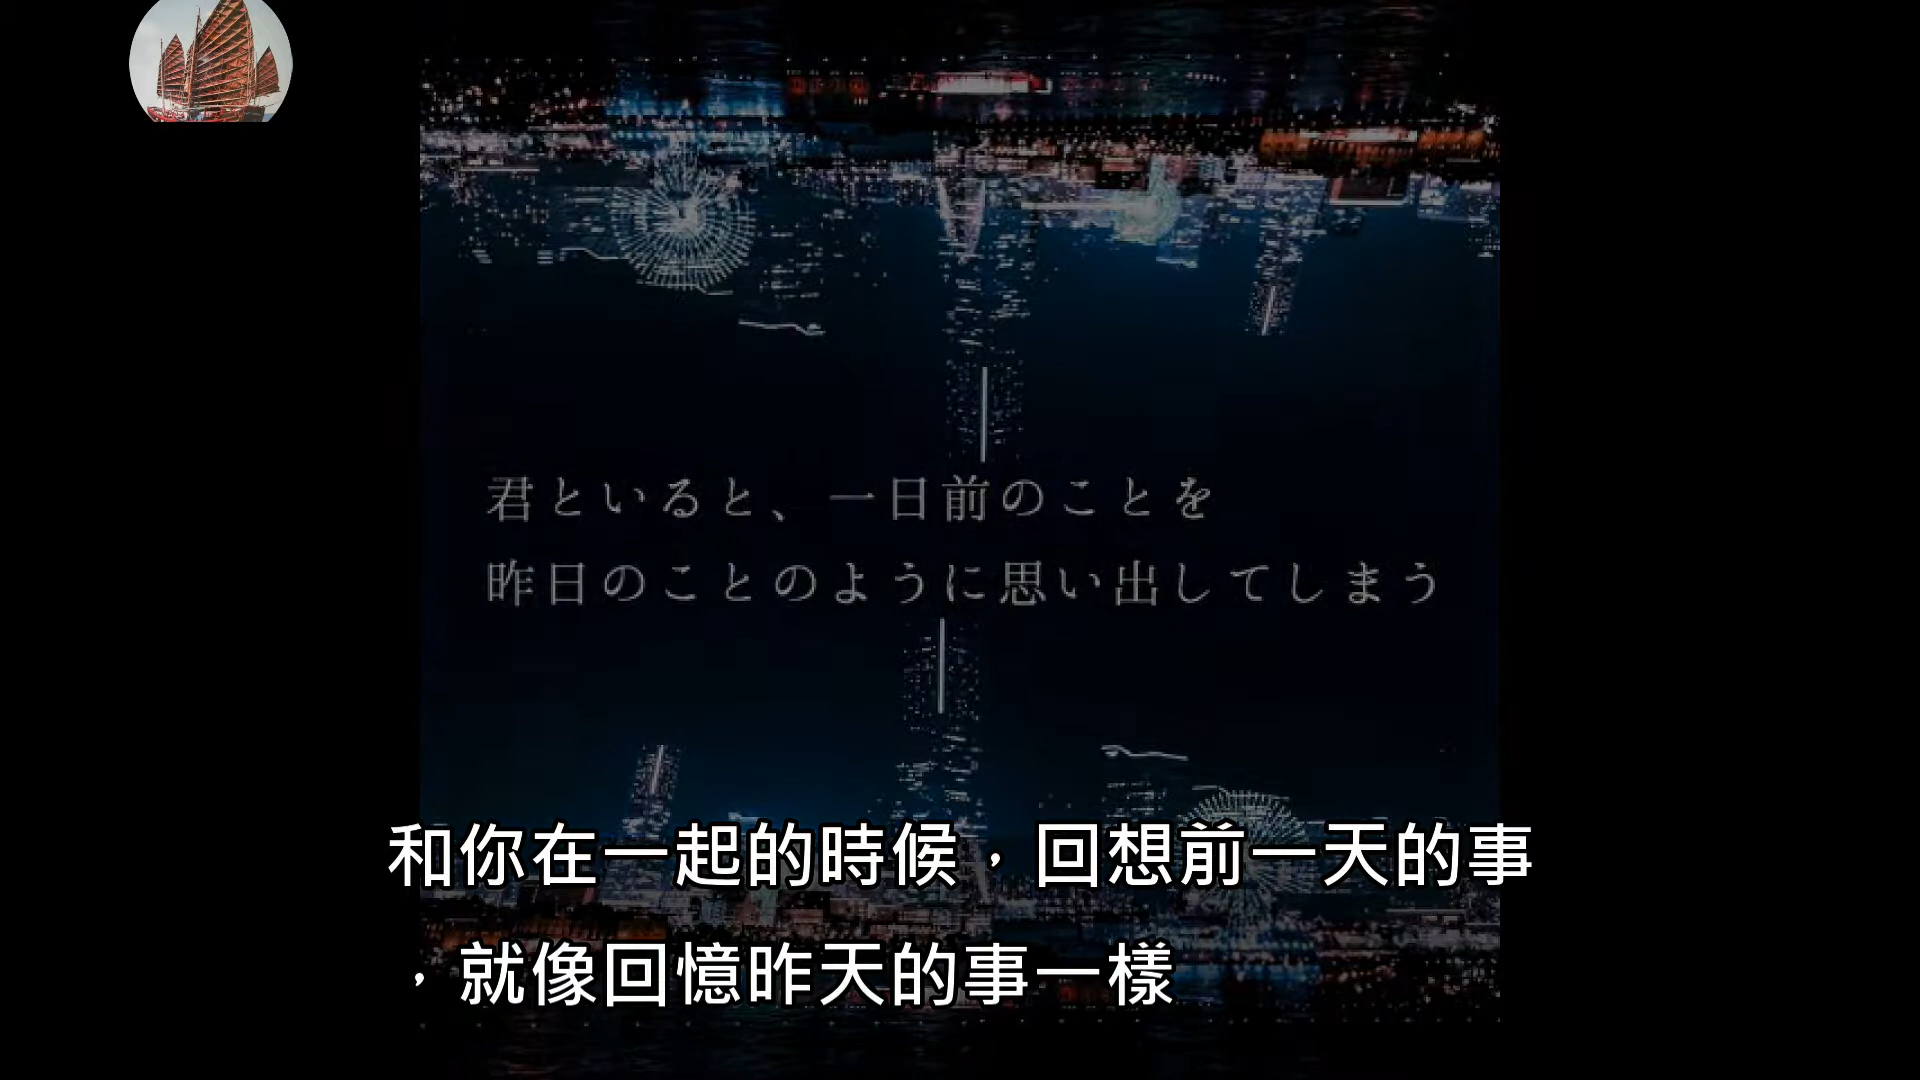 君といると、一日前のことを
昨日のことのように思い出してしまう
和你在一起的時候，回想前一天的事
，就像回憶昨天的事一樣